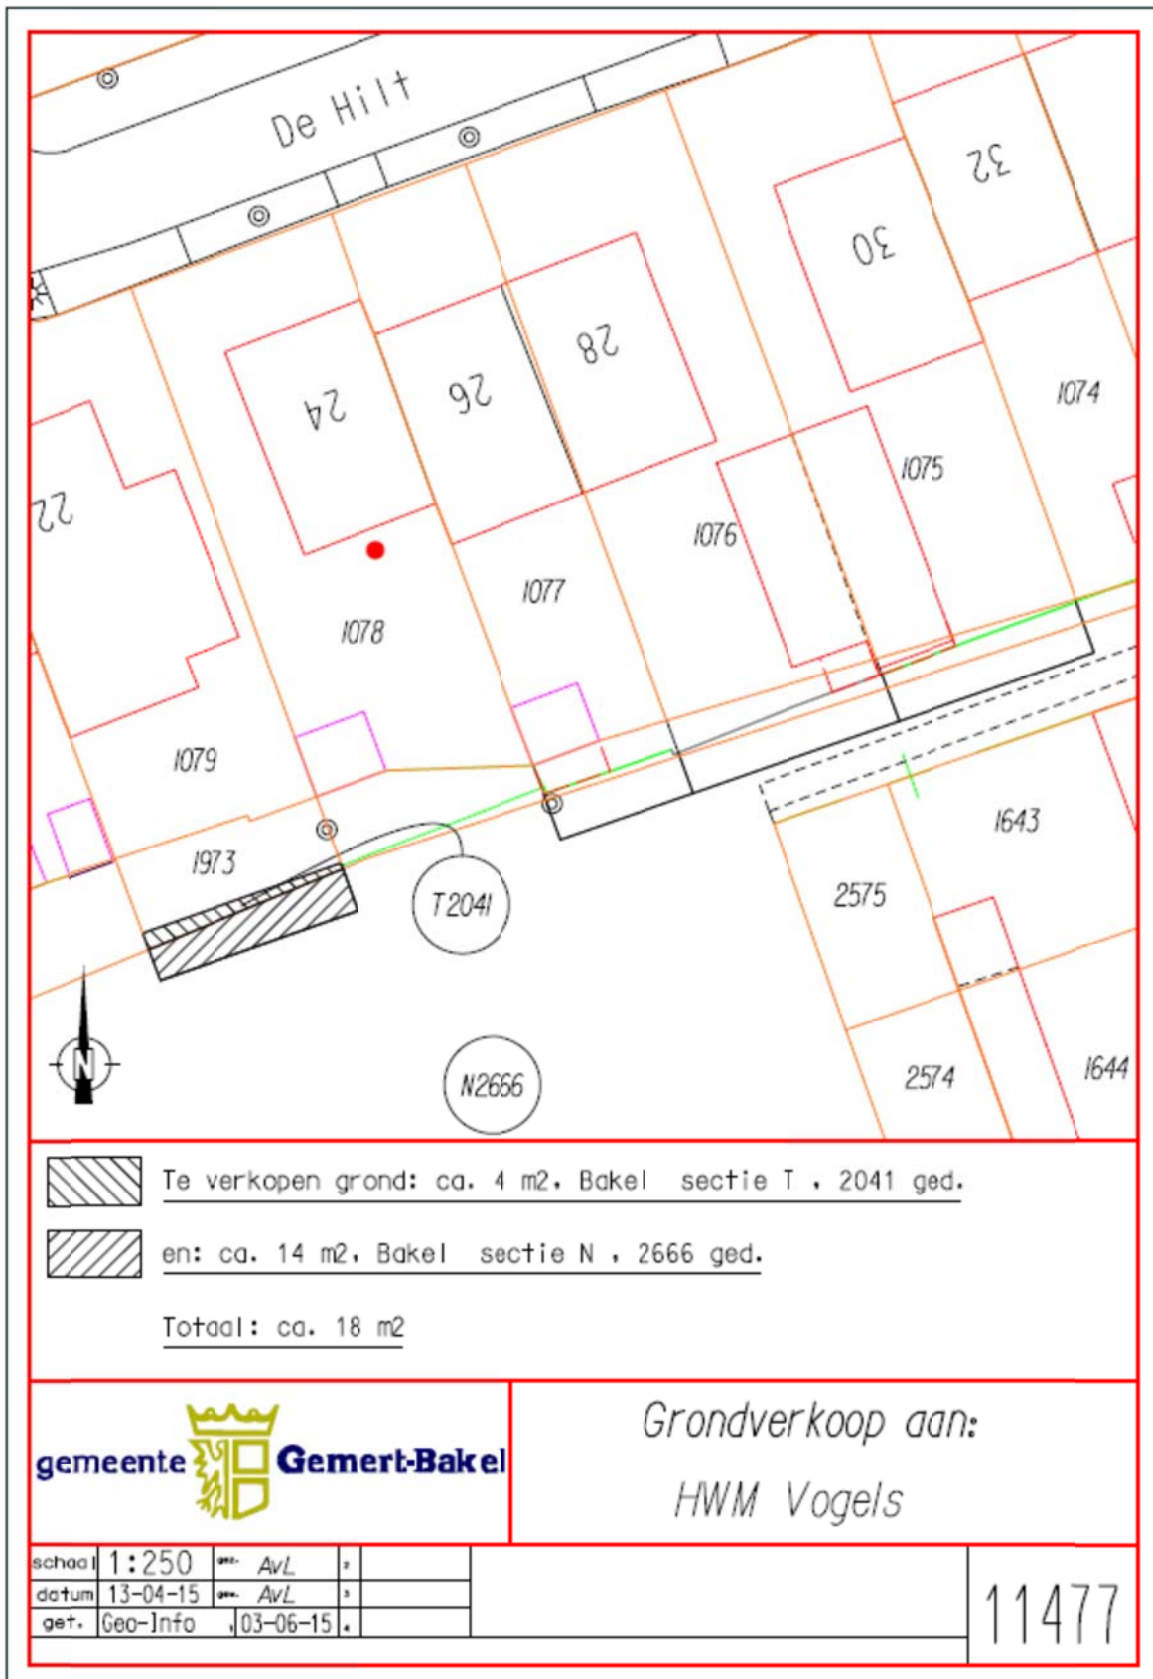 De Hilt
32
30
28
26
24
22
1074
1075
1076
1077
1078
1079
1973
T2041
N2666
1643
2575
2574
1644
N
Te verkopen grond: ca. 4 m2, Bakel sectie T , 2041 ged.
en: ca. 14 m2, Bakel sectie N , 2666 ged.
Totaal: ca. 18 m2
gemeente Gemert-Bakel
Grondverkoop aan:
HWM Vogels
schaal 1:250 AvL 2
datum 13-04-15 AvL 3
get. Geo-Info , 03-06-15 4
11477